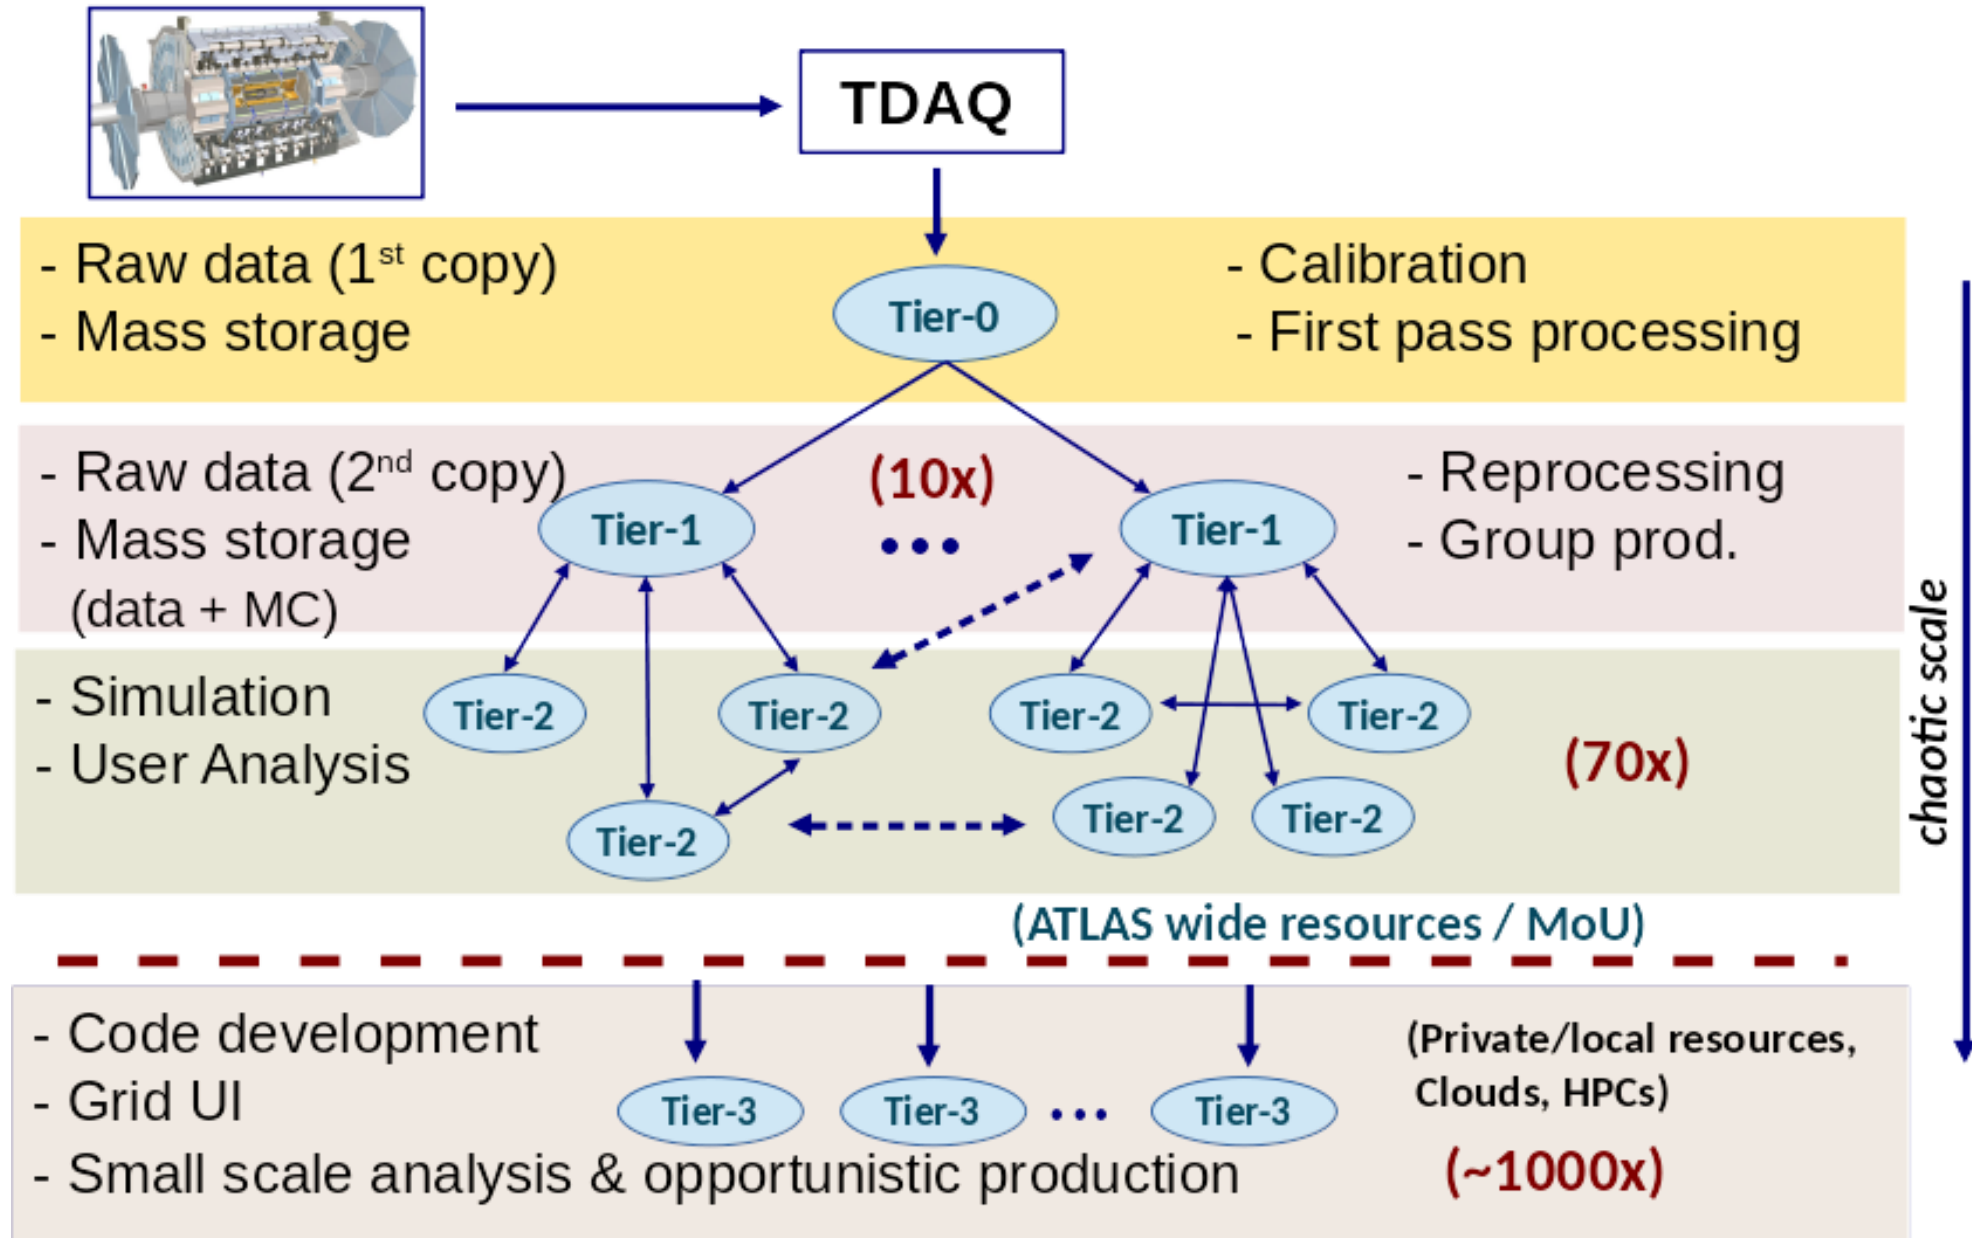 TDAQ
- Raw data (1st copy)
- Mass storage
Tier-0
- Calibration
- First pass processing
- Raw data (2nd copy)
- Mass storage
(data + MC)
Tier-1
(10x)
•••
Tier-1
- Reprocessing
- Group prod.
- Simulation
- User Analysis
Tier-2
Tier-2
Tier-2
Tier-2
Tier-2
Tier-2
Tier-2
(70x)
chaotic scale
(ATLAS wide resources / MoU)
- Code development
- Grid UI
- Small scale analysis & opportunistic production
Tier-3
Tier-3
•••
Tier-3
(Private/local resources,
Clouds, HPCs)
(~1000x)